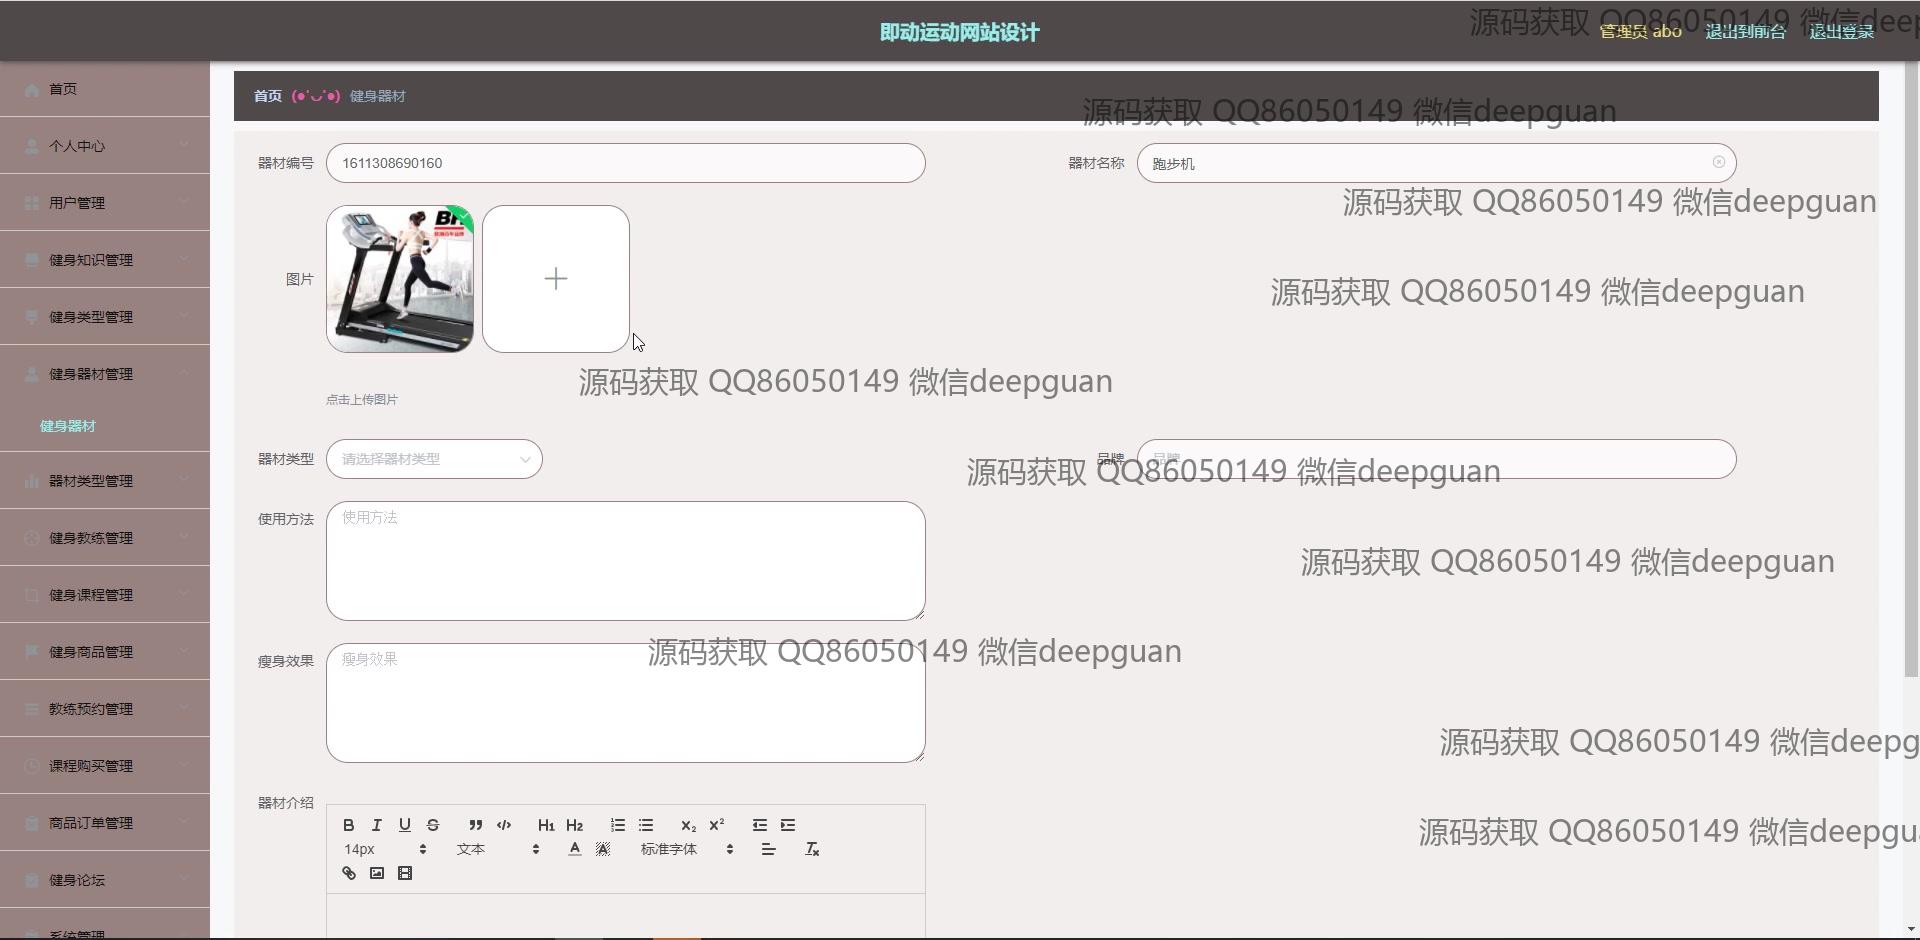 即动运动网站设计
管理员 abo
退出到前台
退出登录
源码获取 QQ86050149 微信deep
首页
个人中心
用户管理
健身知识管理
健身类型管理
健身器材管理
健身器材
器材类型管理
健身教练管理
健身课程管理
健身商品管理
教练预约管理
课程购买管理
商品订单管理
健身论坛
系统管理
首页 (●'◡'●) 健身器材
源码获取 QQ86050149 微信deepguan
器材编号 1611308690160
器材名称 跑步机
源码获取 QQ86050149 微信deepguan
图片
源码获取 QQ86050149 微信deepguan
源码获取 QQ86050149 微信deepguan
点击上传图片
器材类型 请选择器材类型
品牌 品牌
源码获取 QQ86050149 微信deepguan
使用方法 使用方法
源码获取 QQ86050149 微信deepguan
瘦身效果 瘦身效果
源码获取 QQ86050149 微信deepguan
源码获取 QQ86050149 微信deepg
器材介绍
B I U S H1 H2 X2 X2
14px 文本 A A 标准字体
源码获取 QQ86050149 微信deepgu